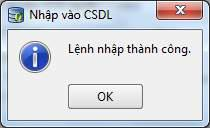 Nhập vào CSDL
Lệnh nhập thành công.
OK